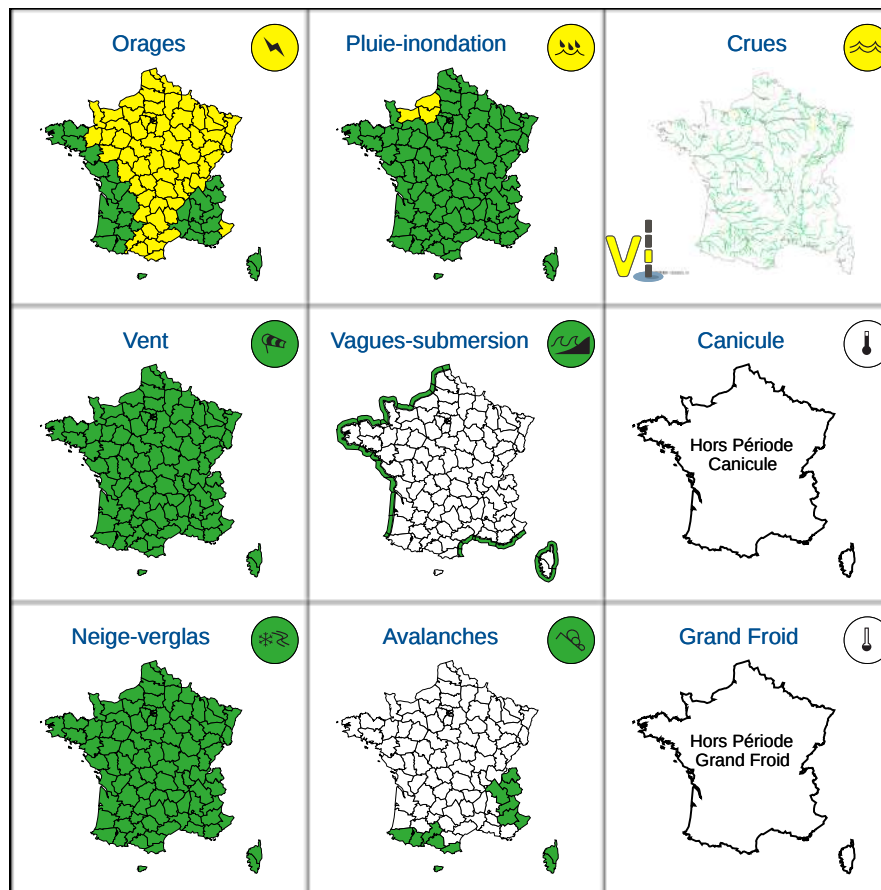 Orages
Pluie-inondation
Crues
Vent
Vagues-submersion
Canicule
Hors Période
Canicule
Neige-verglas
Avalanches
Grand Froid
Hors Période
Grand Froid